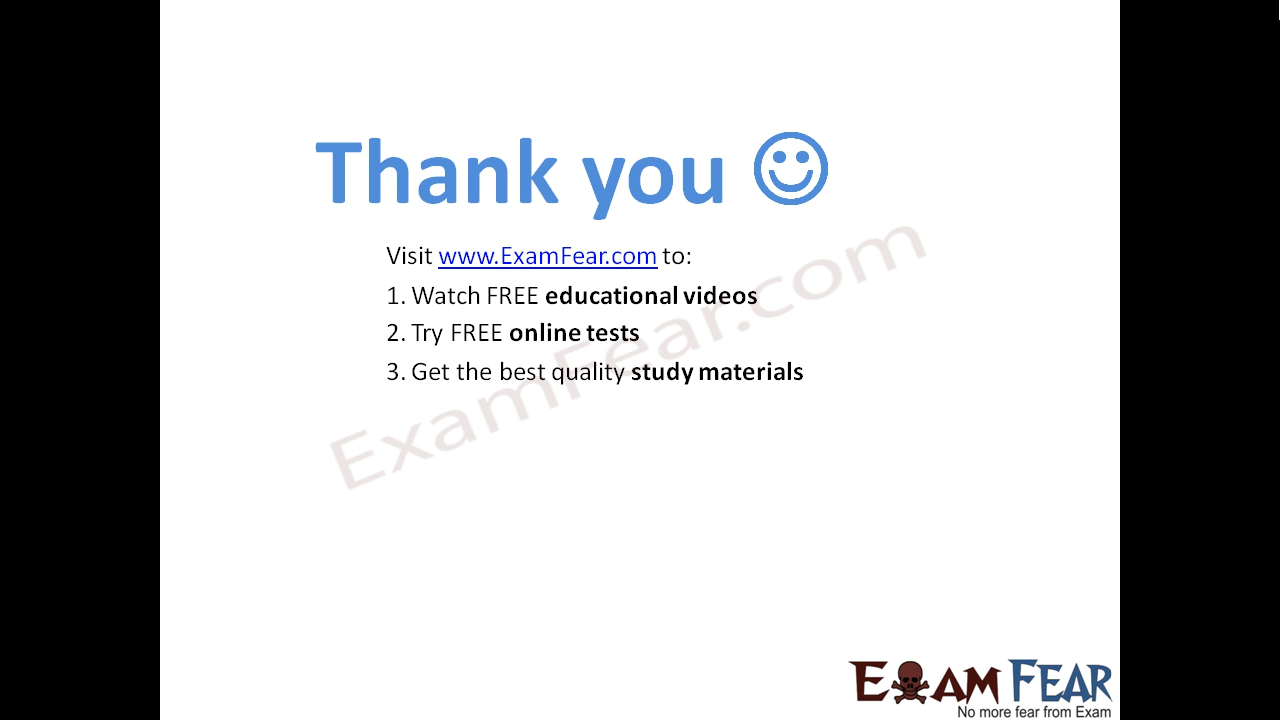 Thank you ☺
Visit www.ExamFear.com to:
1. Watch FREE educational videos
2. Try FREE online tests
3. Get the best quality study materials
ExamFear.com
EXAM FEAR
No more fear from Exam